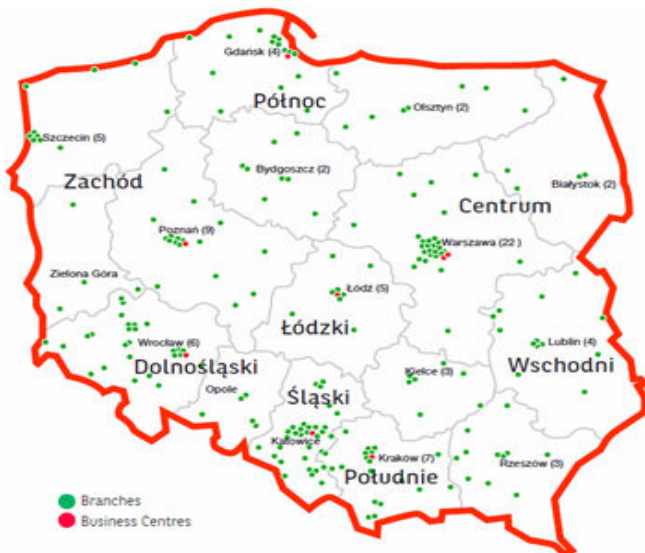 Gdańsk (4)
Północ
Olsztyn (2)
Szczecin (5)
Bydgoszcz (2)
Białystok (2)
Zachód
Centrum
Poznań (9)
Warszawa (22 )
Zielona Góra
Łódź (5)
Łódzki
Wrocław (6)
Lublin (4)
Dolnośląski
Wschodni
Kielce (3)
Opole
Śląski
Katowice
Kraków (7)
Rzeszów (3)
Południe
Branches
Business Centres